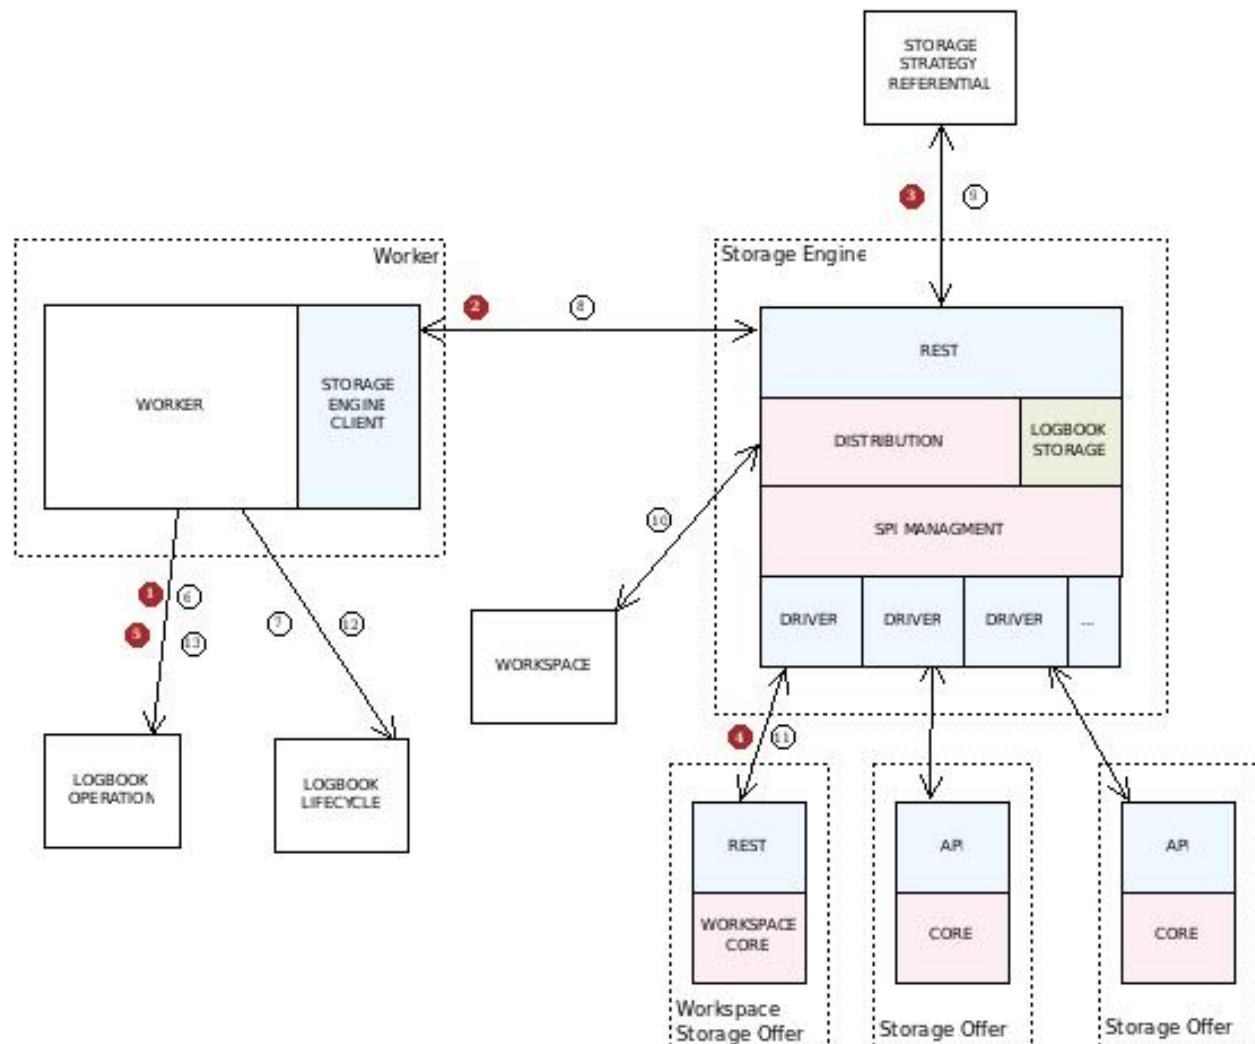 STORAGE
STRATEGY
REFERENTIAL
3
9
Worker
Storage Engine
2
8
REST
WORKER
STORAGE
ENGINE
CLIENT
DISTRIBUTION
LOGBOOK
STORAGE
10
SPI MANAGMENT
1
6
5
13
7
12
DRIVER
DRIVER
DRIVER
...
WORKSPACE
4
11
LOGBOOK
OPERATION
LOGBOOK
LIFECYCLE
REST
API
API
WORKSPACE
CORE
CORE
CORE
Workspace
Storage Offer
Storage Offer
Storage Offer